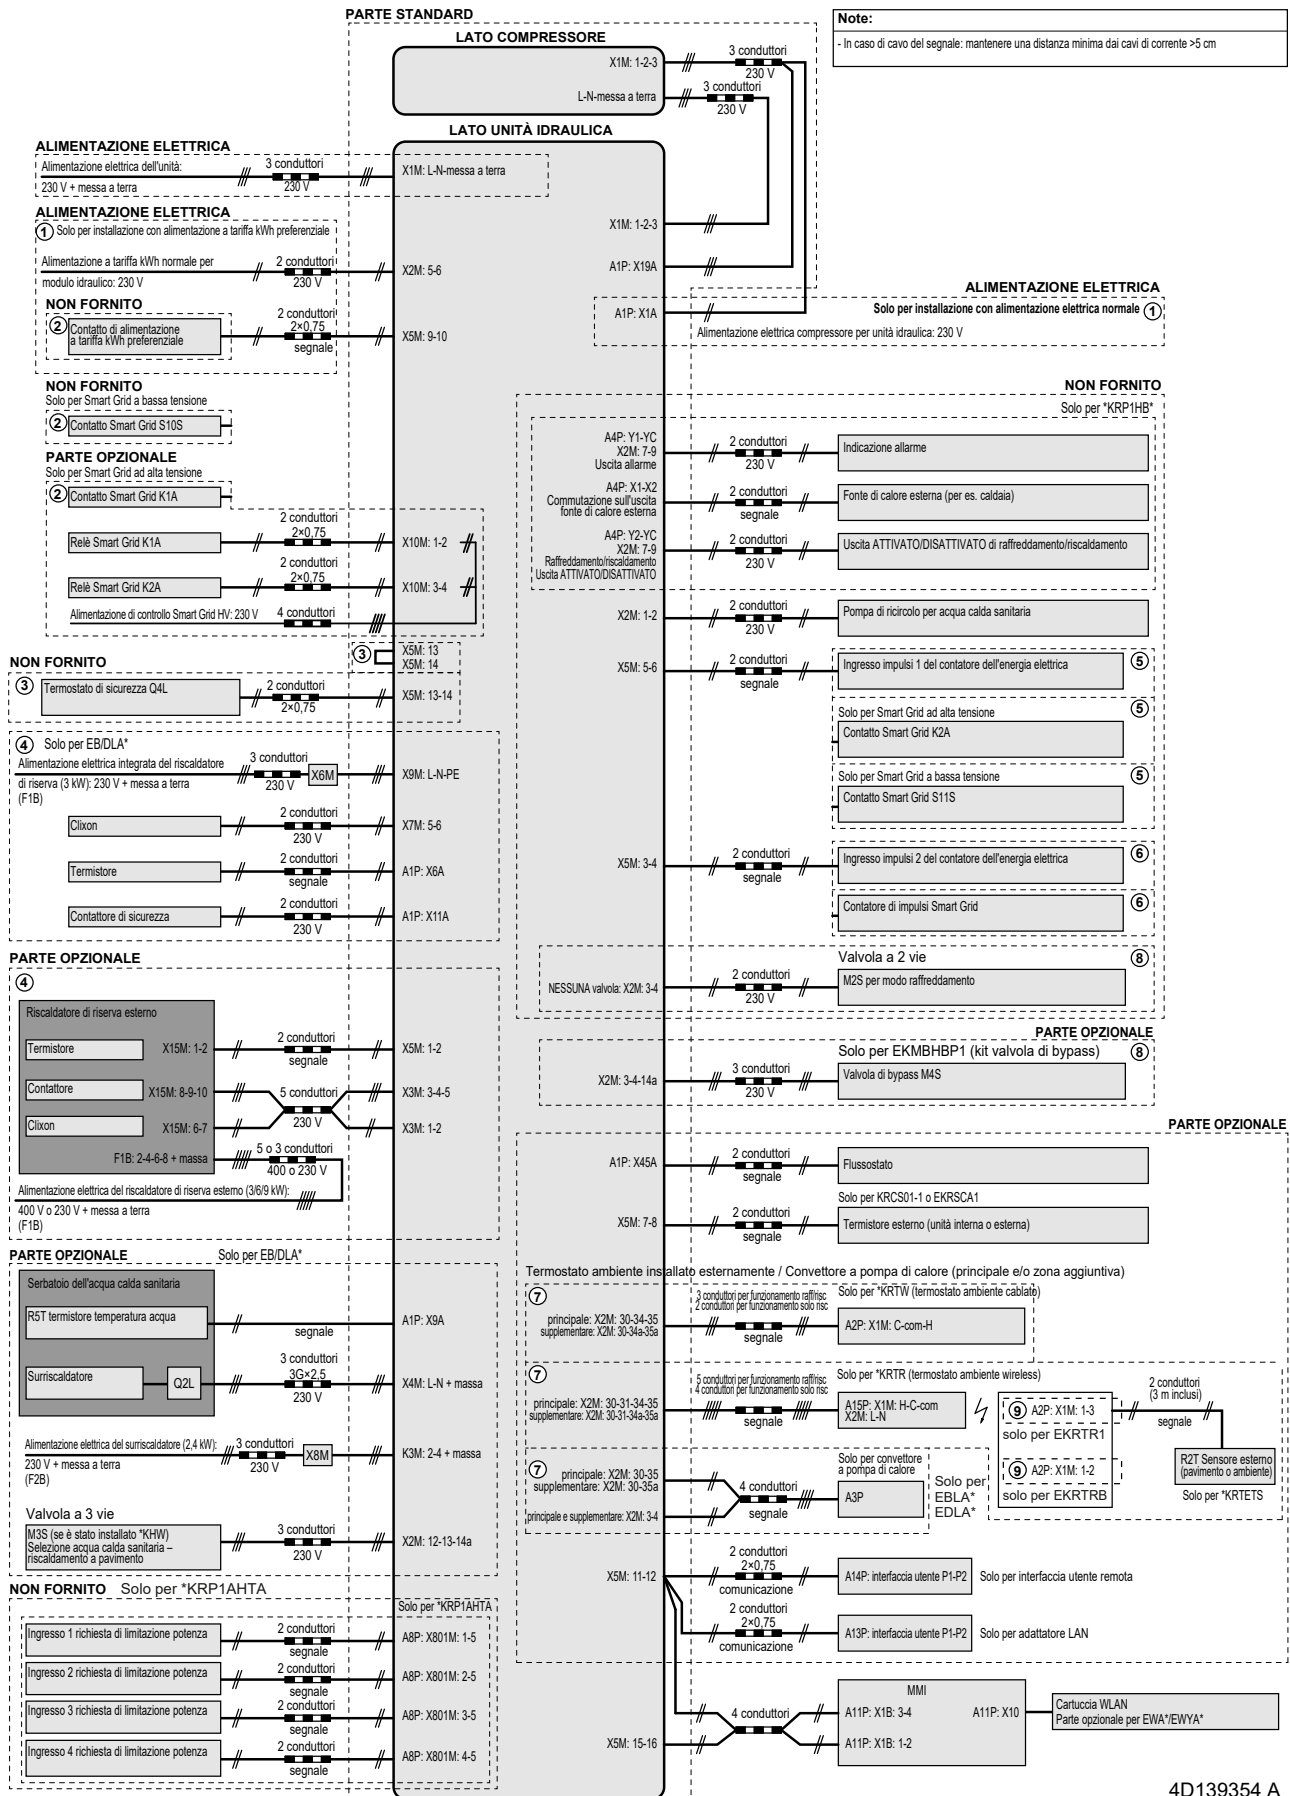 PARTE STANDARD
Note:
- In caso di cavo del segnale: mantenere una distanza minima dai cavi di corrente >5 cm
LATO COMPRESSORE
X1M: 1-2-3
3 conduttori
230 V
L-N-messa a terra
3 conduttori
230 V
LATO UNITÀ IDRAULICA
ALIMENTAZIONE ELETTRICA
Alimentazione elettrica dell'unità:
230 V + messa a terra
3 conduttori
230 V
X1M: L-N-messa a terra
ALIMENTAZIONE ELETTRICA
① Solo per installazione con alimentazione a tariffa kWh preferenziale
Alimentazione a tariffa kWh normale per
modulo idraulico: 230 V
2 conduttori
230 V
X2M: 5-6
NON FORNITO
② Contatto di alimentazione
a tariffa kWh preferenziale
2 conduttori
2×0,75
segnale
X5M: 9-10
X1M: 1-2-3
A1P: X19A
ALIMENTAZIONE ELETTRICA
Solo per installazione con alimentazione elettrica normale ①
A1P: X1A
Alimentazione elettrica compressore per unità idraulica: 230 V
NON FORNITO
Solo per Smart Grid a bassa tensione
② Contatto Smart Grid S10S
PARTE OPZIONALE
Solo per Smart Grid ad alta tensione
② Contatto Smart Grid K1A
Relè Smart Grid K1A
2 conduttori
2×0,75
X10M: 1-2
Relè Smart Grid K2A
2 conduttori
2×0,75
X10M: 3-4
Alimentazione di controllo Smart Grid HV: 230 V
4 conduttori
③
X5M: 13
X5M: 14
NON FORNITO
③ Termostato di sicurezza Q4L
2 conduttori
2×0,75
X5M: 13-14
④ Solo per EB/DLA*
Alimentazione elettrica integrata del riscaldatore
di riserva (3 kW): 230 V + messa a terra
(F1B)
3 conduttori
230 V
X6M
X9M: L-N-PE
Clixon
2 conduttori
230 V
X7M: 5-6
Termistore
2 conduttori
segnale
A1P: X6A
Contattore di sicurezza
2 conduttori
230 V
A1P: X11A
PARTE OPZIONALE
④
Riscaldatore di riserva esterno
Termistore
X15M: 1-2
2 conduttori
segnale
X5M: 1-2
Contattore
X15M: 8-9-10
5 conduttori
230 V
X3M: 3-4-5
Clixon
X15M: 6-7
X3M: 1-2
F1B: 2-4-6-8 + massa
5 o 3 conduttori
400 o 230 V
Alimentazione elettrica del riscaldatore di riserva esterno (3/6/9 kW):
400 V o 230 V + messa a terra
(F1B)
PARTE OPZIONALE
Solo per EB/DLA*
Serbatoio dell'acqua calda sanitaria
R5T termistore temperatura acqua
segnale
A1P: X9A
Surriscaldatore
Q2L
3 conduttori
3G×2,5
230 V
X4M: L-N + massa
Alimentazione elettrica del surriscaldatore (2,4 kW):
230 V + messa a terra
(F2B)
3 conduttori
230 V
X8M
K3M: 2-4 + massa
Valvola a 3 vie
M3S (se è stato installato *KHW)
Selezione acqua calda sanitaria –
riscaldamento a pavimento
3 conduttori
230 V
X2M: 12-13-14a
NON FORNITO Solo per *KRP1AHTA
Solo per *KRP1AHTA
Ingresso 1 richiesta di limitazione potenza
2 conduttori
segnale
A8P: X801M: 1-5
Ingresso 2 richiesta di limitazione potenza
2 conduttori
segnale
A8P: X801M: 2-5
Ingresso 3 richiesta di limitazione potenza
2 conduttori
segnale
A8P: X801M: 3-5
Ingresso 4 richiesta di limitazione potenza
2 conduttori
segnale
A8P: X801M: 4-5
NON FORNITO
Solo per *KRP1HB*
A4P: Y1-YC
X2M: 7-9
Uscita allarme
2 conduttori
230 V
Indicazione allarme
A4P: X1-X2
Commutazione sull'uscita
fonte di calore esterna
2 conduttori
segnale
Fonte di calore esterna (per es. caldaia)
A4P: Y2-YC
X2M: 7-9
Raffreddamento/riscaldamento
Uscita ATTIVATO/DISATTIVATO
2 conduttori
230 V
Uscita ATTIVATO/DISATTIVATO di raffreddamento/riscaldamento
X2M: 1-2
2 conduttori
230 V
Pompa di ricircolo per acqua calda sanitaria
X5M: 5-6
2 conduttori
segnale
Ingresso impulsi 1 del contatore dell'energia elettrica ⑤
Solo per Smart Grid ad alta tensione ⑤
Contatto Smart Grid K2A
Solo per Smart Grid a bassa tensione ⑤
Contatto Smart Grid S11S
X5M: 3-4
2 conduttori
segnale
Ingresso impulsi 2 del contatore dell'energia elettrica ⑥
Contatore di impulsi Smart Grid ⑥
Valvola a 2 vie ⑧
NESSUNA valvola: X2M: 3-4
2 conduttori
230 V
M2S per modo raffreddamento
PARTE OPZIONALE
Solo per EKMBHBP1 (kit valvola di bypass) ⑧
X2M: 3-4-14a
3 conduttori
230 V
Valvola di bypass M4S
PARTE OPZIONALE
A1P: X45A
2 conduttori
segnale
Flussostato
Solo per KRCS01-1 o EKRSCA1
X5M: 7-8
2 conduttori
segnale
Termistore esterno (unità interna o esterna)
Termostato ambiente installato esternamente / Convettore a pompa di calore (principale e/o zona aggiuntiva)
⑦
principale: X2M: 30-34-35
supplementare: X2M: 30-34a-35a
3 conduttori per funzionamento raff/risc
2 conduttori per funzionamento solo risc
segnale
Solo per *KRTW (termostato ambiente cablato)
A2P: X1M: C-com-H
⑦
principale: X2M: 30-31-34-35
supplementare: X2M: 30-31-34a-35a
5 conduttori per funzionamento raff/risc
4 conduttori per funzionamento solo risc
segnale
Solo per *KRTR (termostato ambiente wireless)
A15P: X1M: H-C-com
X2M: L-N
⑨ A2P: X1M: 1-3
solo per EKRTR1
⑨ A2P: X1M: 1-2
solo per EKRTRB
2 conduttori
(3 m inclusi)
segnale
R2T Sensore esterno
(pavimento o ambiente)
Solo per *KRTETS
⑦
principale: X2M: 30-35
supplementare: X2M: 30-35a
principale e supplementare: X2M: 3-4
4 conduttori
segnale
Solo per convettore
a pompa di calore
A3P
Solo per
EBLA*
EDLA*
X5M: 11-12
2 conduttori
2×0,75
comunicazione
A14P: interfaccia utente P1-P2
Solo per interfaccia utente remota
2 conduttori
2×0,75
comunicazione
A13P: interfaccia utente P1-P2
Solo per adattatore LAN
X5M: 15-16
4 conduttori
MMI
A11P: X1B: 3-4
A11P: X1B: 1-2
A11P: X10
Cartuccia WLAN
Parte opzionale per EWA*/EWYA*
4D139354 A